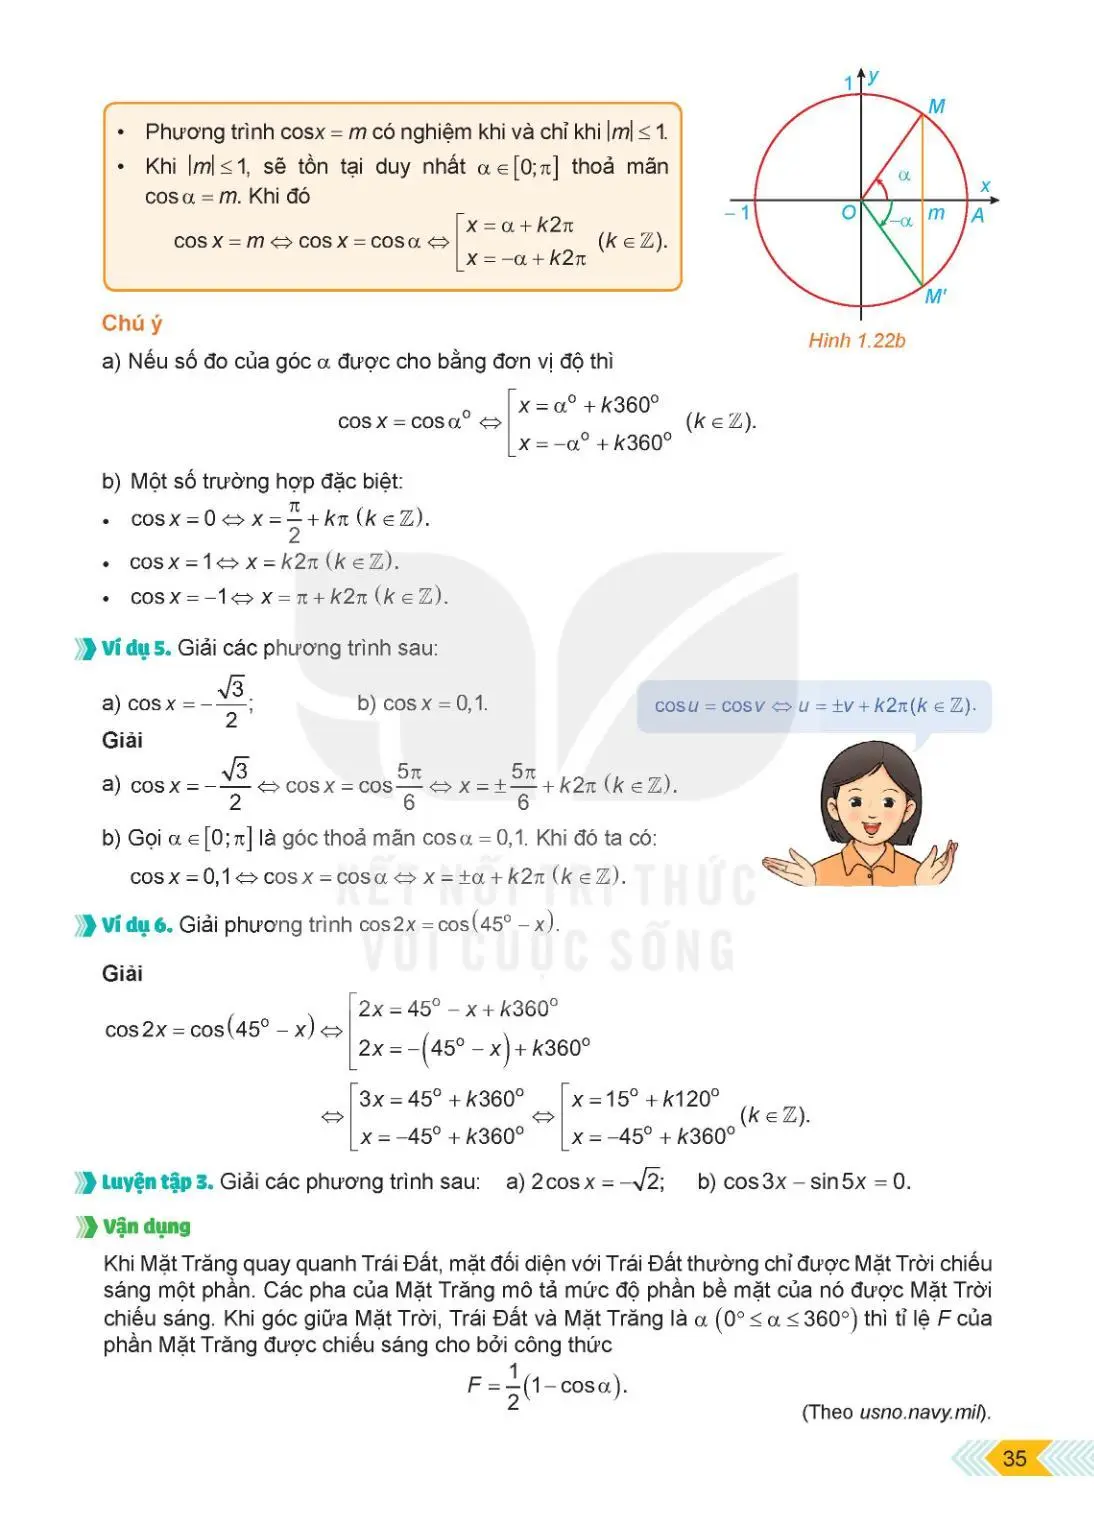 • Phương trình cosx = m có nghiệm khi và chỉ khi |m| ≤ 1.
• Khi |m| ≤ 1, sẽ tồn tại duy nhất α ∈ [0; π] thoả mãn
cos α = m. Khi đó
cos x = m ⇔ cos x = cos α ⇔ [ x = α + k2π
x = −α + k2π (k ∈ ℤ).
1 y
M
α
x
−1 O −α m A
M'
Hình 1.22b
Chú ý
a) Nếu số đo của góc α được cho bằng đơn vị độ thì
cos x = cos α° ⇔ [ x = α° + k360°
x = −α° + k360° (k ∈ ℤ).
b) Một số trường hợp đặc biệt:
• cos x = 0 ⇔ x = π/2 + kπ (k ∈ ℤ).
• cos x = 1 ⇔ x = k2π (k ∈ ℤ).
• cos x = −1 ⇔ x = π + k2π (k ∈ ℤ).
Ví dụ 5. Giải các phương trình sau:
a) cos x = −√3/2; b) cos x = 0,1.
cos u = cos v ⇔ u = ±v + k2π (k ∈ ℤ).
Giải
a) cos x = −√3/2 ⇔ cos x = cos 5π/6 ⇔ x = ± 5π/6 + k2π (k ∈ ℤ).
b) Gọi α ∈ [0; π] là góc thoả mãn cos α = 0,1. Khi đó ta có:
cos x = 0,1 ⇔ cos x = cos α ⇔ x = ±α + k2π (k ∈ ℤ).
KẾT NỐI TRI THỨC
VỚI CUỘC SỐNG
Ví dụ 6. Giải phương trình cos 2x = cos(45° − x).
Giải
cos 2x = cos(45° − x) ⇔ [ 2x = 45° − x + k360°
2x = −(45° − x) + k360°
⇔ [ 3x = 45° + k360° ⇔ [ x = 15° + k120°
x = −45° + k360° x = −45° + k360° (k ∈ ℤ).
Luyện tập 3. Giải các phương trình sau: a) 2cos x = −√2; b) cos 3x − sin 5x = 0.
Vận dụng
Khi Mặt Trăng quay quanh Trái Đất, mặt đối diện với Trái Đất thường chỉ được Mặt Trời chiếu
sáng một phần. Các pha của Mặt Trăng mô tả mức độ phần bề mặt của nó được Mặt Trời
chiếu sáng. Khi góc giữa Mặt Trời, Trái Đất và Mặt Trăng là α (0° ≤ α ≤ 360°) thì tỉ lệ F của
phần Mặt Trăng được chiếu sáng cho bởi công thức
F = 1/2 (1 − cos α).
(Theo usno.navy.mil).
35